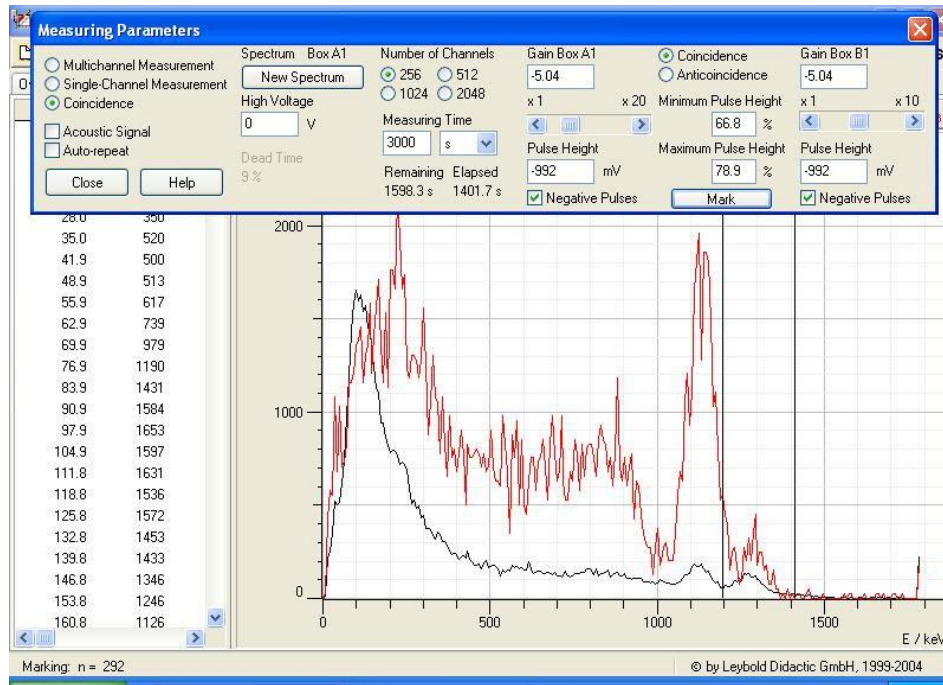 Measuring Parameters
Multichannel Measurement
Single-Channel Measurement
Coincidence
Acoustic Signal
Auto-repeat
Close Help
Spectrum Box A1
New Spectrum
High Voltage
0 V
Dead Time
9 %
Number of Channels
256 512
1024 2048
Measuring Time
3000 s
Remaining Elapsed
1598.3 s 1401.7 s
Gain Box A1
-5.04
x 1 x 20
Pulse Height
-992 mV
Negative Pulses
Coincidence
Anticoincidence
Minimum Pulse Height
66.8 %
Maximum Pulse Height
78.9 %
Mark
Gain Box B1
-5.04
x 1 x 10
Pulse Height
-992 mV
Negative Pulses
28.0 350
35.0 520
41.9 500
48.9 513
55.9 617
62.9 739
69.9 979
76.9 1190
83.9 1431
90.9 1584
97.9 1653
104.9 1597
111.8 1631
118.8 1536
125.8 1572
132.8 1453
139.8 1433
146.8 1346
153.8 1246
160.8 1126
2000
1000
0
0 500 1000 1500
E / keV
Marking: n = 292
© by Leybold Didactic GmbH, 1999-2004